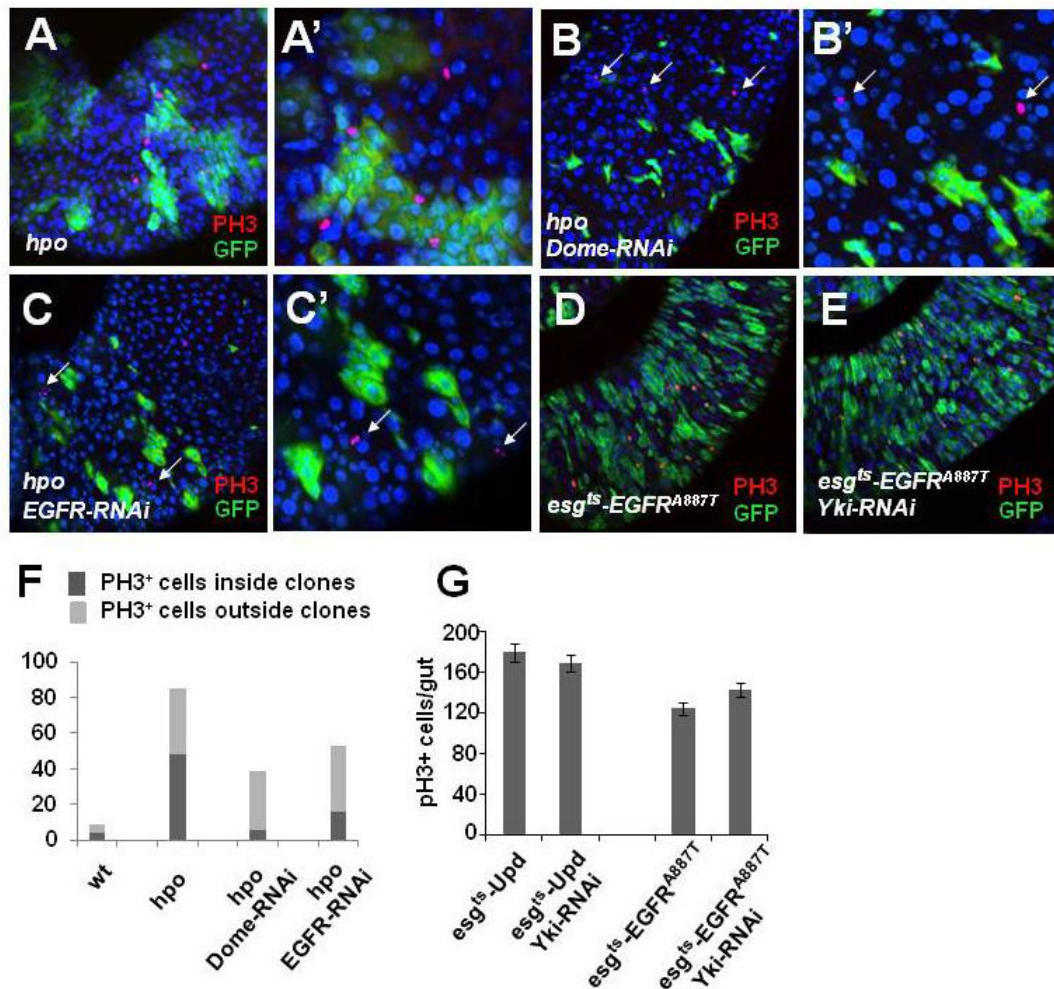 A
hpo
PH3
GFP
A’
B
hpo
Dome-RNAi
PH3
GFP
B’
C
hpo
EGFR-RNAi
PH3
GFP
C’
D
esgᵗˢ-EGFRᴬ⁸⁸⁷ᵀ
PH3
GFP
E
esgᵗˢ-EGFRᴬ⁸⁸⁷ᵀ
Yki-RNAi
PH3
GFP
F
PH3⁺ cells inside clones
PH3⁺ cells outside clones
100
80
60
40
20
0
wt
hpo
hpo
Dome-RNAi
hpo
EGFR-RNAi
G
pH3+ cells/gut
200
160
120
80
40
0
esgᵗˢ-Upd
esgᵗˢ-Upd
Yki-RNAi
esgᵗˢ-EGFRᴬ⁸⁸⁷ᵀ
esgᵗˢ-EGFRᴬ⁸⁸⁷ᵀ
Yki-RNAi